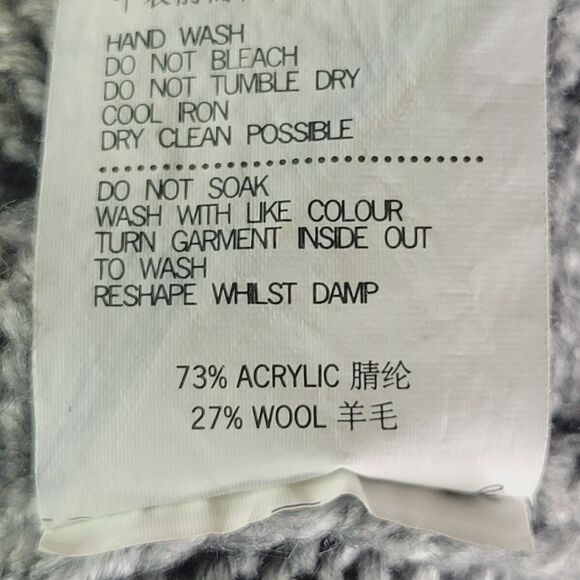 HAND WASH
DO NOT BLEACH
DO NOT TUMBLE DRY
COOL IRON
DRY CLEAN POSSIBLE
DO NOT SOAK
WASH WITH LIKE COLOUR
TURN GARMENT INSIDE OUT
TO WASH
RESHAPE WHILST DAMP
73% ACRYLIC 腈纶
27% WOOL 羊毛